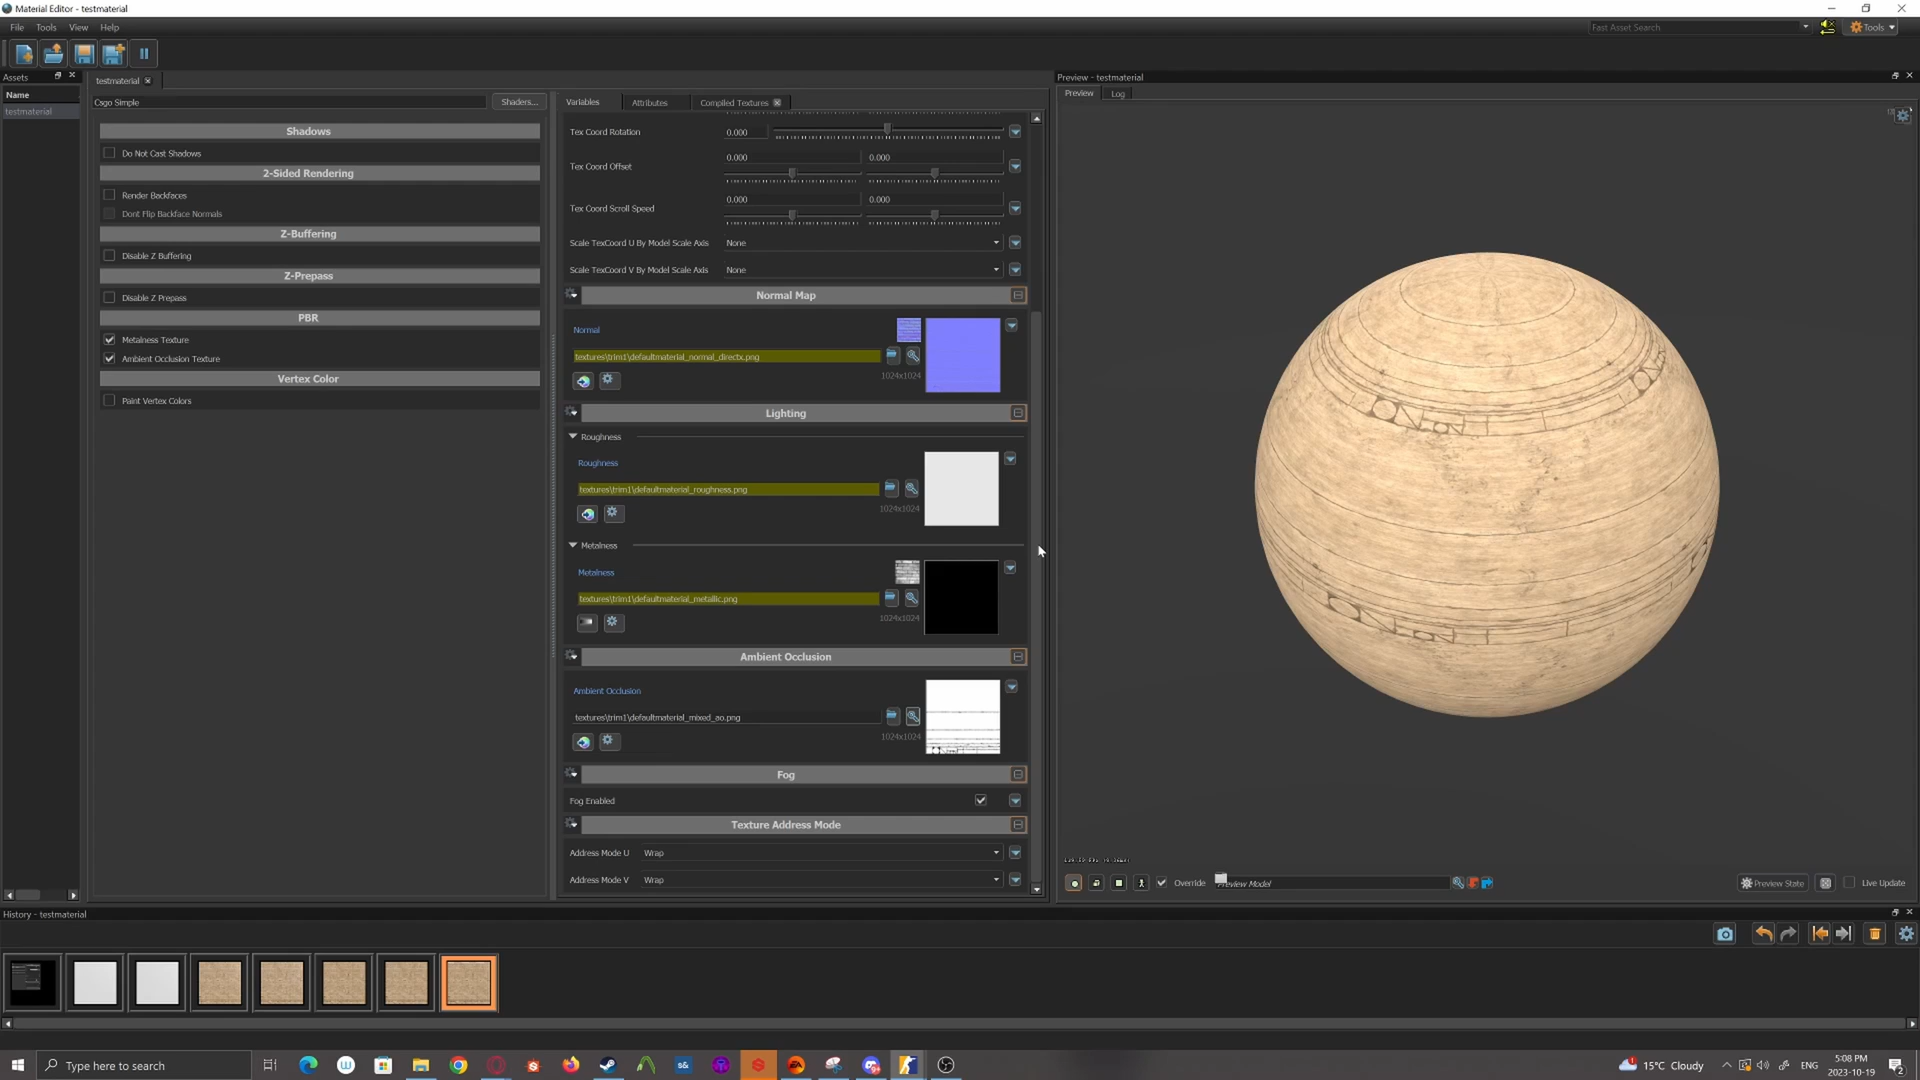 Material Editor - testmaterial
File Tools View Help
Fast Asset Search
Tools
Assets
Name
testmaterial
testmaterial
Csgo Simple
Shaders...
Shadows
Do Not Cast Shadows
2-Sided Rendering
Render Backfaces
Dont Flip Backface Normals
Z-Buffering
Disable Z Buffering
Z-Prepass
Disable Z Prepass
PBR
Metalness Texture
Ambient Occlusion Texture
Vertex Color
Paint Vertex Colors
Variables Attributes Compiled Textures
Tex Coord Rotation 0.000
Tex Coord Offset 0.000 0.000
Tex Coord Scroll Speed 0.000 0.000
Scale TexCoord U By Model Scale Axis None
Scale TexCoord V By Model Scale Axis None
Normal Map
Normal
textures\trim1\defaultmaterial_normal_directx.png
1024x1024
Lighting
Roughness
Roughness
textures\trim1\defaultmaterial_roughness.png
1024x1024
Metalness
Metalness
textures\trim1\defaultmaterial_metallic.png
1024x1024
Ambient Occlusion
Ambient Occlusion
textures\trim1\defaultmaterial_mixed_ao.png
1024x1024
Fog
Fog Enabled
Texture Address Mode
Address Mode U Wrap
Address Mode V Wrap
Preview - testmaterial
Preview Log
Override
Preview Model
Preview State
Live Update
History - testmaterial
Type here to search
15°C Cloudy
ENG
5:08 PM
2023-10-19
2